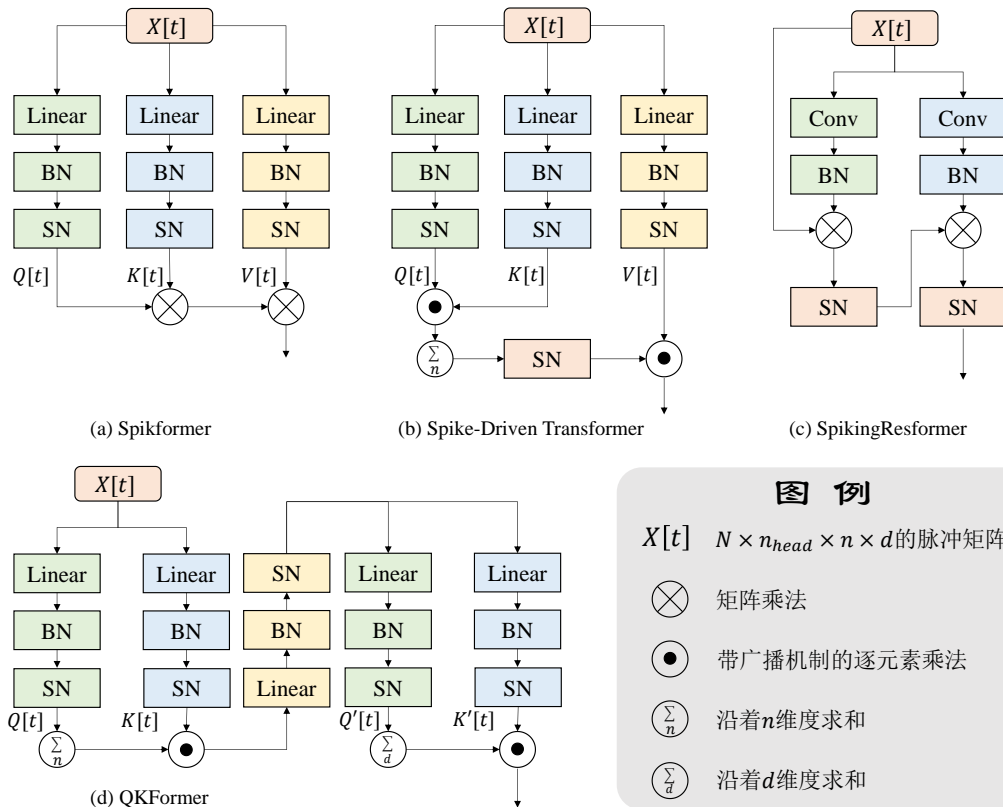 X[t]
Linear
Linear
Linear
BN
BN
BN
SN
SN
SN
Q[t]
K[t]
V[t]
(a) Spikformer
X[t]
Linear
Linear
Linear
BN
BN
BN
SN
SN
SN
Q[t]
K[t]
V[t]
∑
n
SN
(b) Spike-Driven Transformer
X[t]
Conv
Conv
BN
BN
SN
SN
(c) SpikingResformer
X[t]
Linear
Linear
SN
Linear
Linear
BN
BN
BN
BN
BN
SN
SN
Linear
SN
SN
Q[t]
K[t]
Q'[t]
K'[t]
∑
n
∑
d
(d) QKFormer
图 例
X[t] N × n_head × n × d的脉冲矩阵
矩阵乘法
带广播机制的逐元素乘法
∑
n
沿着n维度求和
∑
d
沿着d维度求和